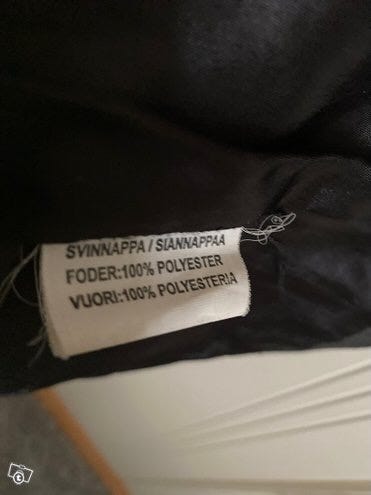 SVINNAPPA / SIANNAPPAA
FODER:100% POLYESTER
VUORI:100% POLYESTERIA